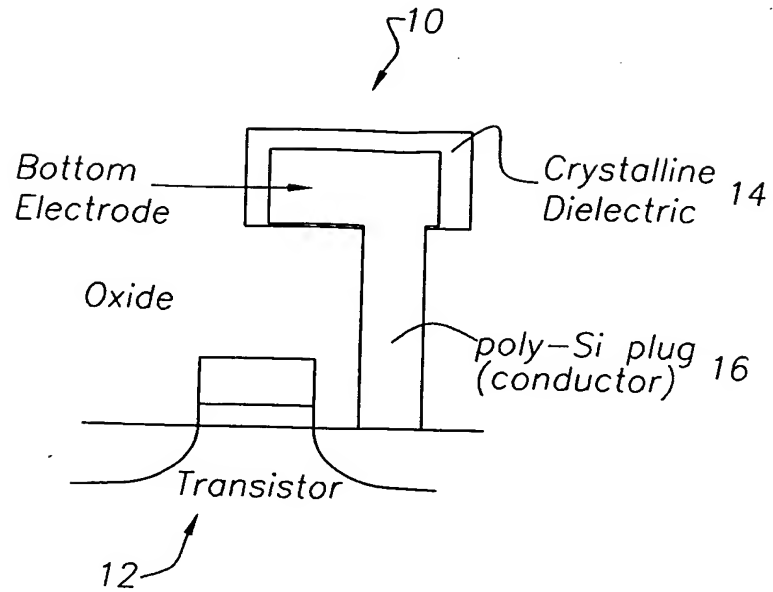 10
Bottom
Electrode
Crystalline
Dielectric 14
Oxide
poly-Si plug
(conductor) 16
Transistor
12